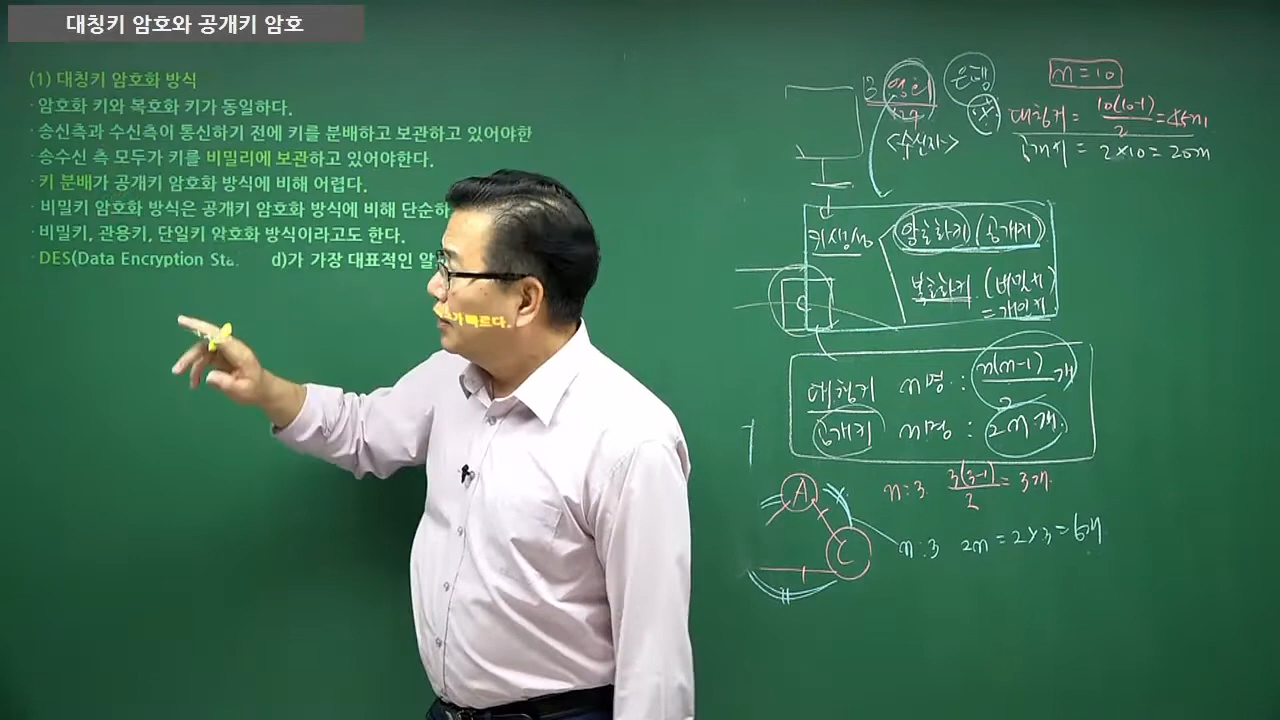 대칭키 암호와 공개키 암호
(1) 대칭키 암호화 방식
· 암호화 키와 복호화 키가 동일하다.
· 송신측과 수신측이 통신하기 전에 키를 분배하고 보관하고 있어야한
· 송수신 측 모두가 키를 비밀리에 보관하고 있어야한다.
· 키 분배가 공개키 암호화 방식에 비해 어렵다.
· 비밀키 암호화 방식은 공개키 암호화 방식에 비해 단순하
가 빠르다.
· 비밀키, 관용키, 단일키 암호화 방식이라고도 한다.
· DES(Data Encryption Sta d)가 가장 대표적인 알
B 영희 은행
<수신자>
n=10
대칭키 = 10(10-1)/2 = 45개
공개키 = 2×10 = 20개
키생성 암호화키 (공개키)
복호화키 (비밀키)
=개인키
대칭키 n명 : n(n-1)/2 개
공개키 n명 : 2n개.
n:3 3(3-1)/2 = 3개
n:3 2n = 2×3 = 6개
A
C